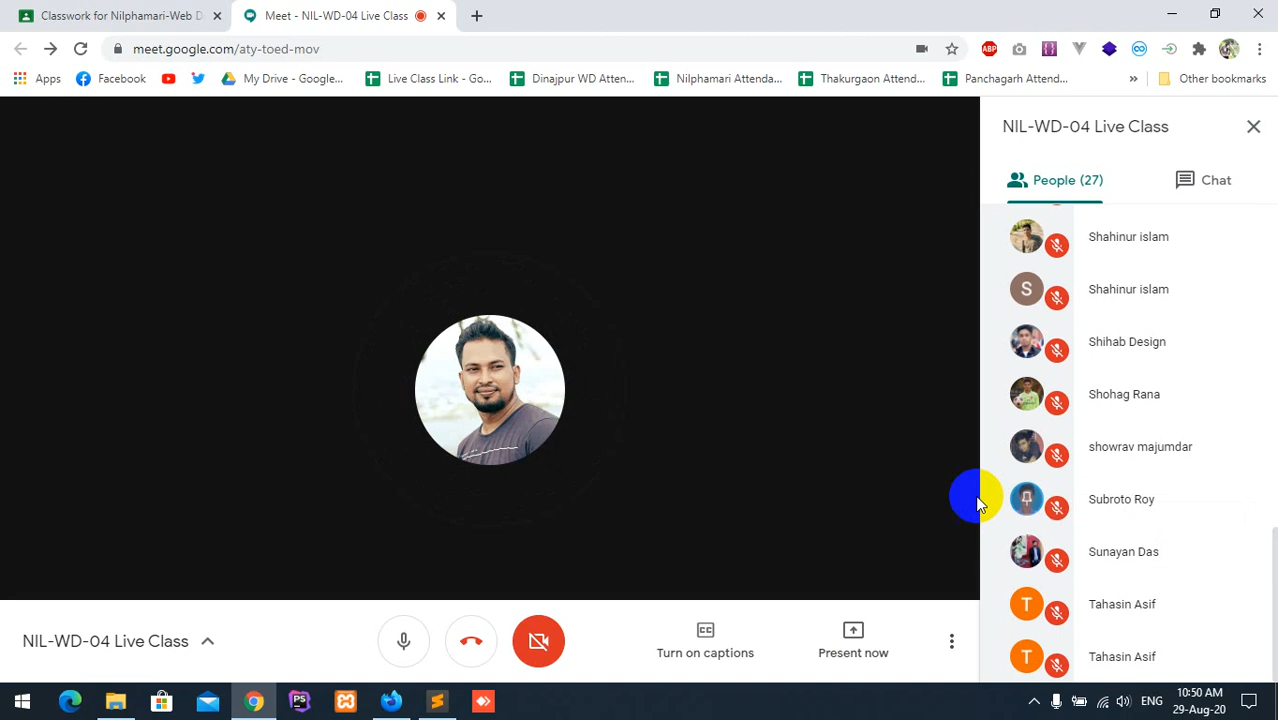 Classwork for Nilphamari-Web D
Meet - NIL-WD-04 Live Class
meet.google.com/aty-toed-mov
ABP
Apps
Facebook
My Drive - Google...
Live Class Link - Go...
Dinajpur WD Atten...
Nilphamari Attenda...
Thakurgaon Attend...
Panchagarh Attend...
»
Other bookmarks
NIL-WD-04 Live Class
People (27)
Chat
Shahinur islam
S
Shahinur islam
Shihab Design
Shohag Rana
showrav majumdar
Subroto Roy
Sunayan Das
T
Tahasin Asif
T
Tahasin Asif
NIL-WD-04 Live Class
CC
Turn on captions
Present now
PS
ENG
10:50 AM
29-Aug-20